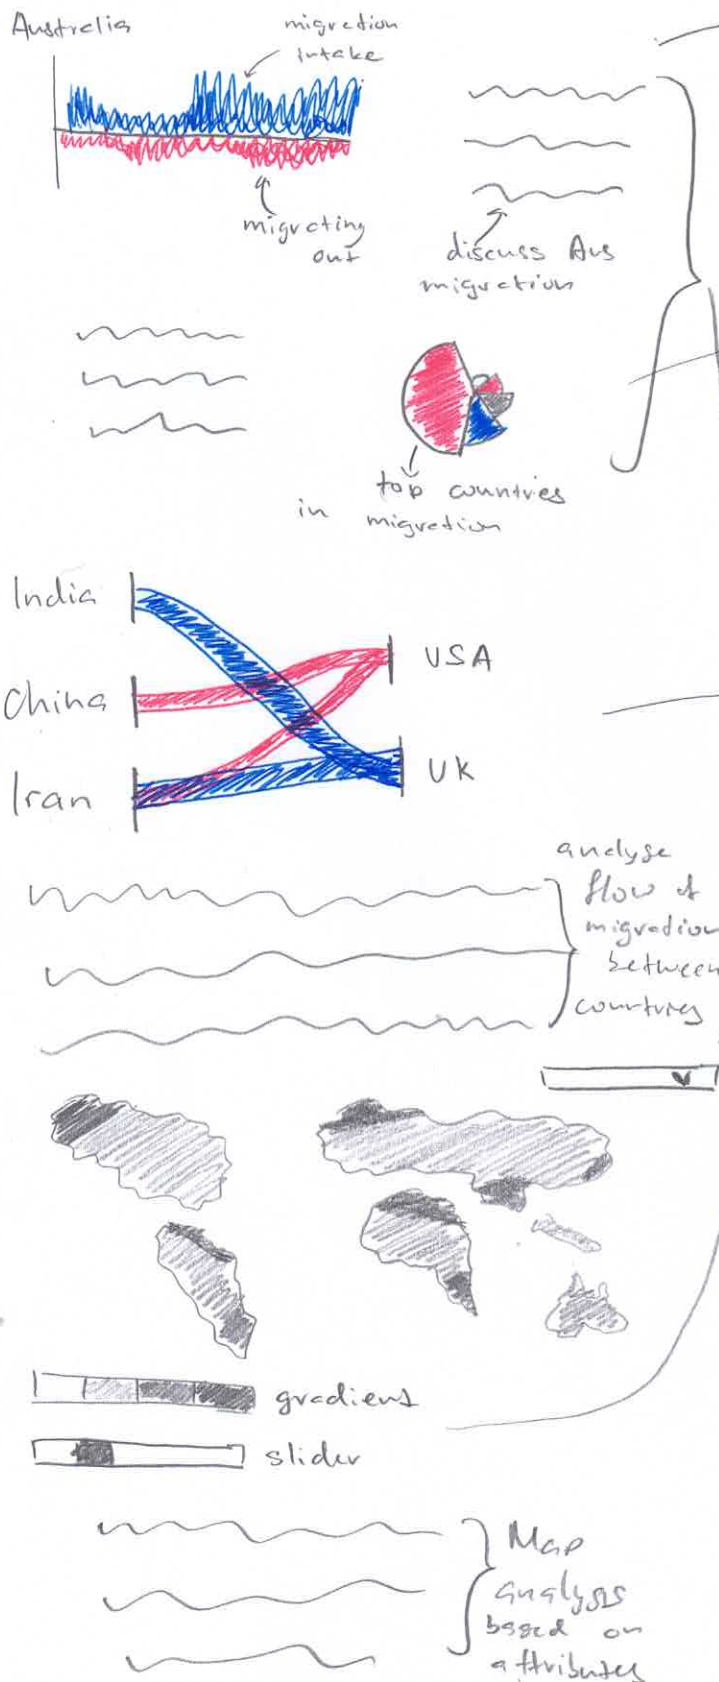 Australia
migration
intake
migrating
out
discuss Aus
migration
top countries
in migration
India
China
Iran
USA
UK
analyse
flow of
migration
between
countries
gradient
slider
Map
analysis
based on
attributes